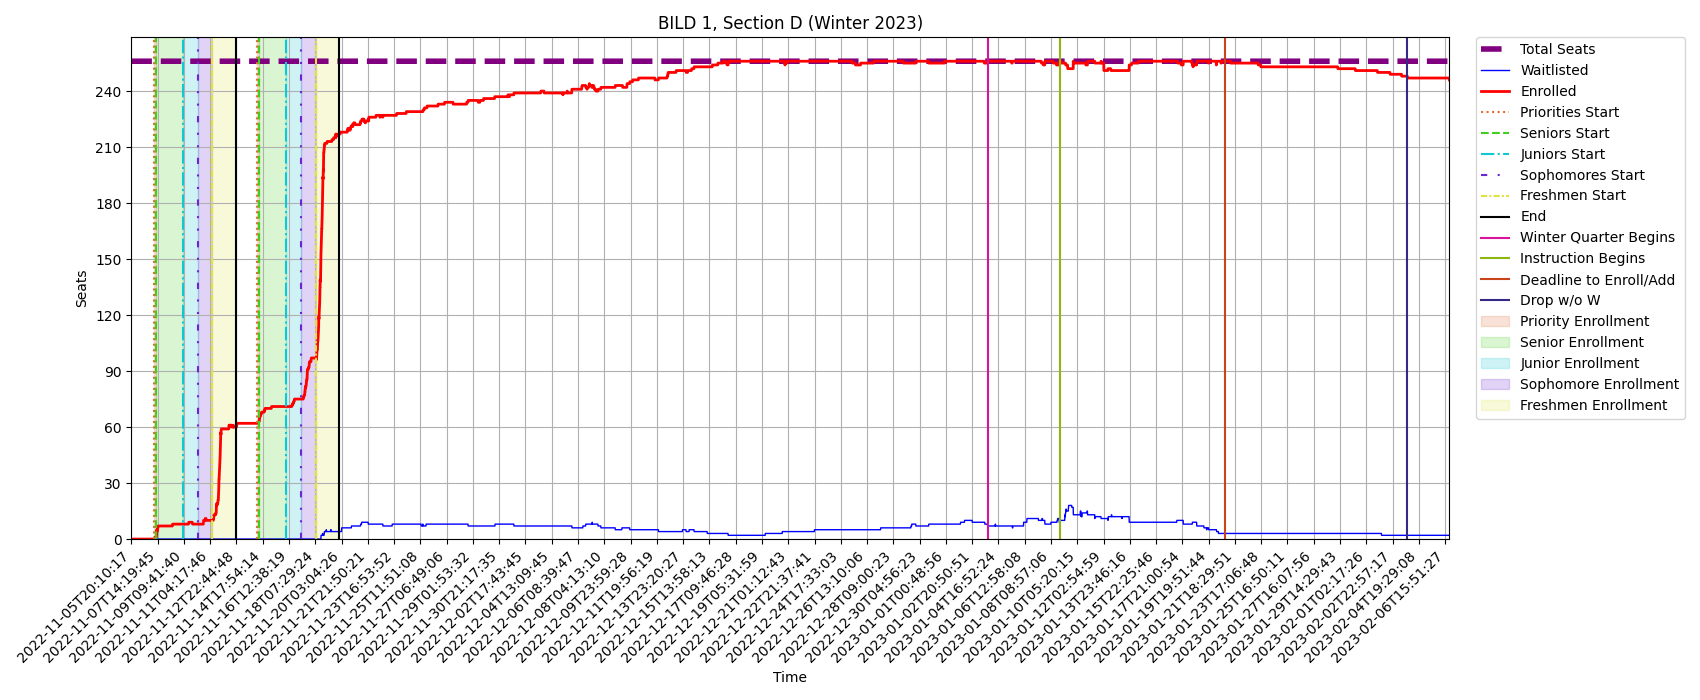 BILD 1, Section D (Winter 2023)
Seats
240
210
180
150
120
90
60
30
0
2022-11-05T20:10:17
2022-11-07T14:19:45
2022-11-09T09:41:40
2022-11-11T04:17:46
2022-11-12T22:44:48
2022-11-14T17:54:14
2022-11-16T12:38:19
2022-11-18T07:29:24
2022-11-20T03:04:26
2022-11-21T21:50:21
2022-11-23T16:53:52
2022-11-25T11:51:08
2022-11-27T06:49:06
2022-11-29T01:53:32
2022-11-30T21:17:35
2022-12-02T17:43:45
2022-12-04T13:09:45
2022-12-06T08:39:47
2022-12-08T04:13:10
2022-12-09T23:59:28
2022-12-11T19:56:19
2022-12-13T23:20:27
2022-12-15T13:58:13
2022-12-17T09:46:28
2022-12-19T05:31:59
2022-12-21T01:12:43
2022-12-22T21:37:41
2022-12-24T17:33:03
2022-12-26T13:10:06
2022-12-28T09:00:23
2022-12-30T04:56:23
2023-01-01T00:48:56
2023-01-02T20:50:51
2023-01-04T16:52:24
2023-01-06T12:58:08
2023-01-08T08:57:06
2023-01-10T05:20:15
2023-01-12T02:54:59
2023-01-13T23:46:16
2023-01-15T22:25:46
2023-01-17T21:00:54
2023-01-19T19:51:44
2023-01-21T18:29:51
2023-01-23T17:06:48
2023-01-25T16:50:11
2023-01-27T16:07:56
2023-01-29T14:29:43
2023-02-01T02:17:26
2023-02-02T22:57:17
2023-02-04T19:29:08
2023-02-06T15:51:27
Time
Total Seats
Waitlisted
Enrolled
Priorities Start
Seniors Start
Juniors Start
Sophomores Start
Freshmen Start
End
Winter Quarter Begins
Instruction Begins
Deadline to Enroll/Add
Drop w/o W
Priority Enrollment
Senior Enrollment
Junior Enrollment
Sophomore Enrollment
Freshmen Enrollment